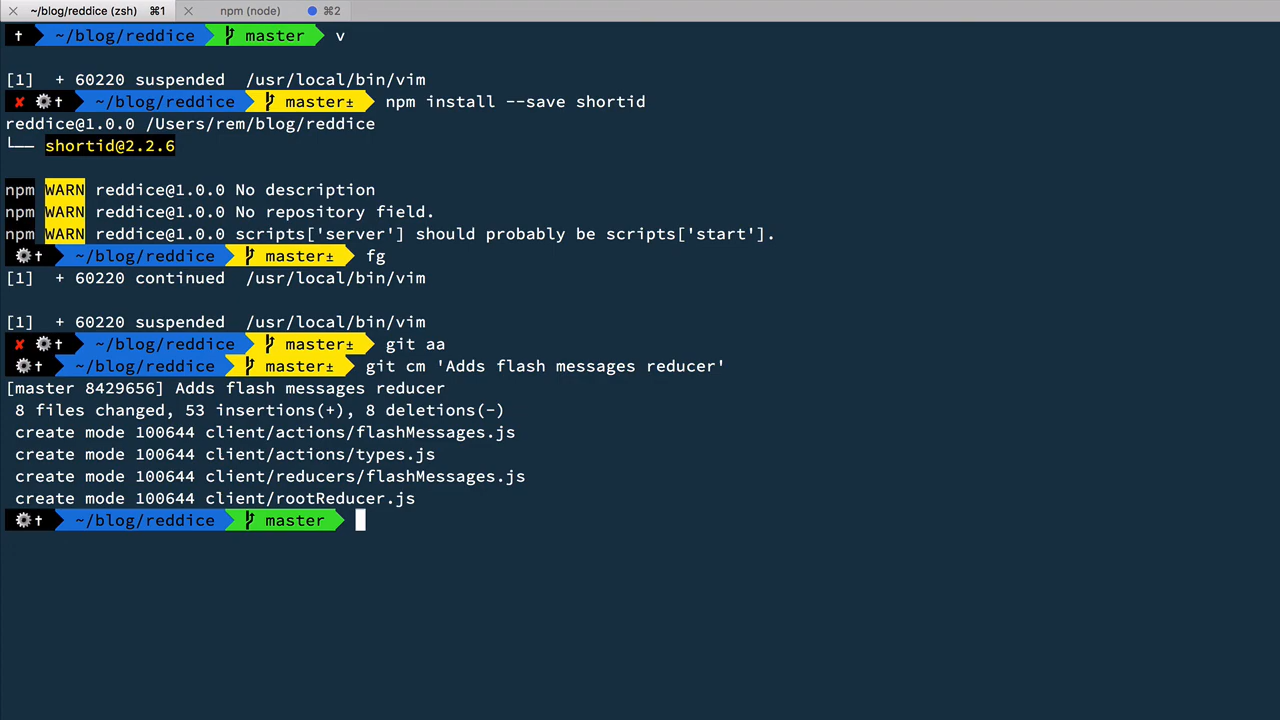 ~/blog/reddice (zsh) ⌘1 npm (node) ⌘2
~/blog/reddice master v
[1] + 60220 suspended /usr/local/bin/vim
✘ ⚙† ~/blog/reddice master± npm install --save shortid
reddice@1.0.0 /Users/rem/blog/reddice
└── shortid@2.2.6
npm WARN reddice@1.0.0 No description
npm WARN reddice@1.0.0 No repository field.
npm WARN reddice@1.0.0 scripts['server'] should probably be scripts['start'].
⚙† ~/blog/reddice master± fg
[1] + 60220 continued /usr/local/bin/vim
[1] + 60220 suspended /usr/local/bin/vim
✘ ⚙† ~/blog/reddice master± git aa
⚙† ~/blog/reddice master± git cm 'Adds flash messages reducer'
[master 8429656] Adds flash messages reducer
8 files changed, 53 insertions(+), 8 deletions(-)
create mode 100644 client/actions/flashMessages.js
create mode 100644 client/actions/types.js
create mode 100644 client/reducers/flashMessages.js
create mode 100644 client/rootReducer.js
⚙† ~/blog/reddice master